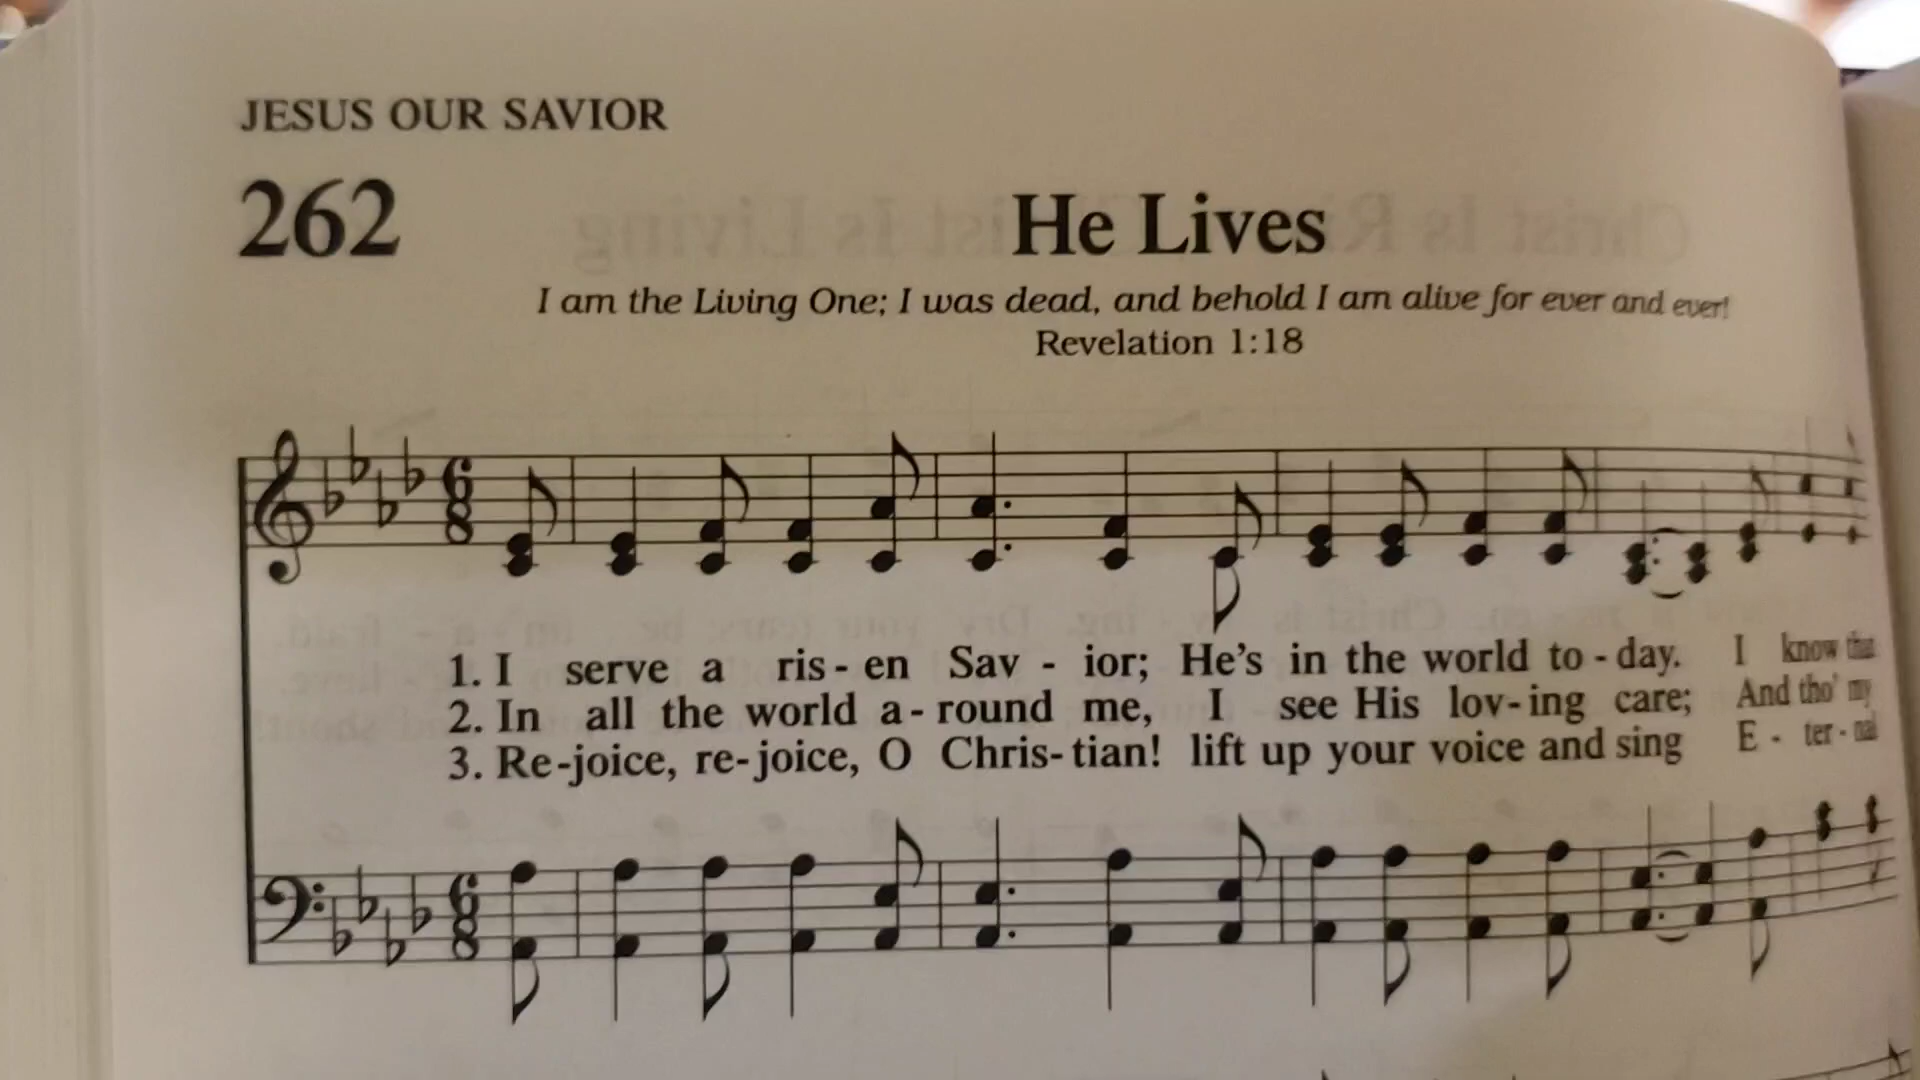 JESUS OUR SAVIOR
262
He Lives
I am the Living One; I was dead, and behold I am alive for ever and ever!
Revelation 1:18
1. I serve a ris - en Sav - ior; He's in the world to - day. I know that
2. In all the world a - round me, I see His lov - ing care; And tho' my
3. Re - joice, re - joice, O Chris - tian! lift up your voice and sing E - ter - nal